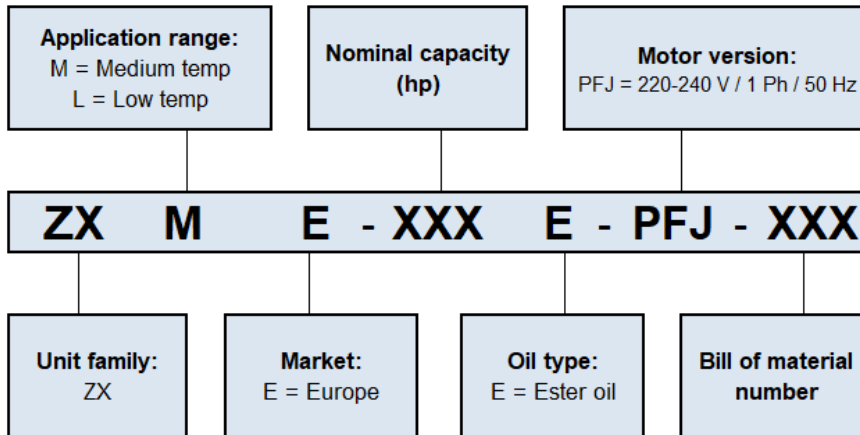 Application range:
M = Medium temp
L = Low temp
Nominal capacity
(hp)
Motor version:
PFJ = 220-240 V / 1 Ph / 50 Hz
ZX M E - XXX E - PFJ - XXX
Unit family:
ZX
Market:
E = Europe
Oil type:
E = Ester oil
Bill of material
number